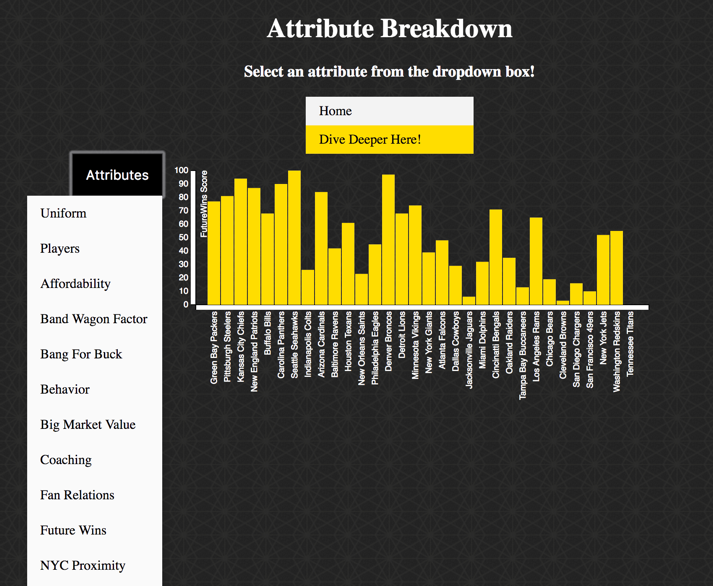 Attribute Breakdown
Select an attribute from the dropdown box!
Home
Dive Deeper Here!
Attributes
Uniform
Players
Affordability
Band Wagon Factor
Bang For Buck
Behavior
Big Market Value
Coaching
Fan Relations
Future Wins
NYC Proximity
FutureWins Score
100
90
80
70
60
50
40
30
20
10
0
Green Bay Packers
Pittsburgh Steelers
Kansas City Chiefs
New England Patriots
Buffalo Bills
Carolina Panthers
Seattle Seahawks
Indianapolis Colts
Arizona Cardinals
Baltimore Ravens
Houston Texans
New Orleans Saints
Philadelphia Eagles
Denver Broncos
Detroit Lions
Minnesota Vikings
New York Giants
Atlanta Falcons
Dallas Cowboys
Jacksonville Jaguars
Miami Dolphins
Cincinatti Bengals
Oakland Raiders
Tampa Bay Buccaneers
Los Angeles Rams
Chicago Bears
Cleveland Browns
San Diego Chargers
San Francisco 49ers
New York Jets
Washington Redskins
Tennessee Titans